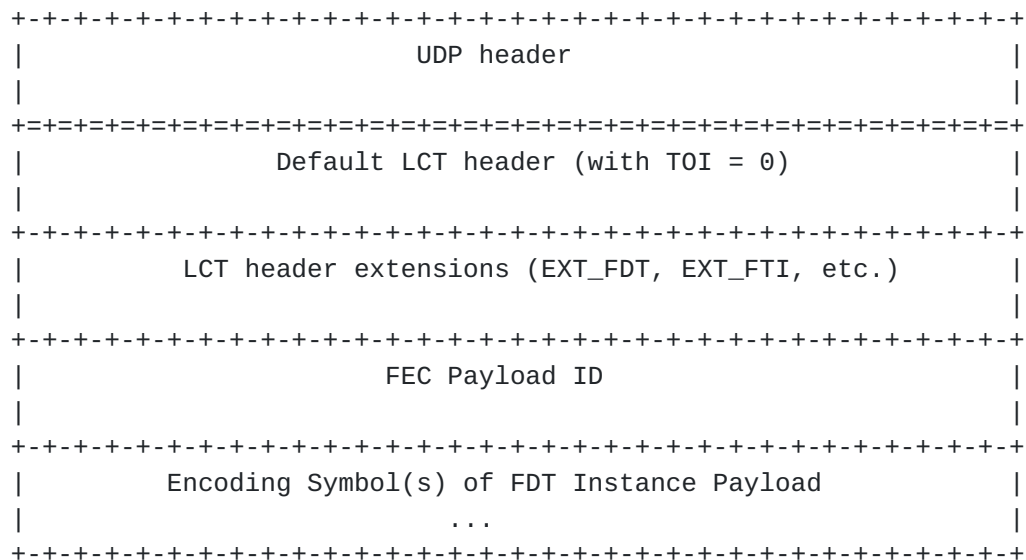 +-+-+-+-+-+-+-+-+-+-+-+-+-+-+-+-+-+-+-+-+-+-+-+-+-+-+-+-+-+-+-+-+
|                         UDP header                            |
|                                                               |
+=+=+=+=+=+=+=+=+=+=+=+=+=+=+=+=+=+=+=+=+=+=+=+=+=+=+=+=+=+=+=+=+
|                Default LCT header (with TOI = 0)              |
|                                                               |
+-+-+-+-+-+-+-+-+-+-+-+-+-+-+-+-+-+-+-+-+-+-+-+-+-+-+-+-+-+-+-+-+
|          LCT header extensions (EXT_FDT, EXT_FTI, etc.)       |
|                                                               |
+-+-+-+-+-+-+-+-+-+-+-+-+-+-+-+-+-+-+-+-+-+-+-+-+-+-+-+-+-+-+-+-+
|                       FEC Payload ID                          |
|                                                               |
+-+-+-+-+-+-+-+-+-+-+-+-+-+-+-+-+-+-+-+-+-+-+-+-+-+-+-+-+-+-+-+-+
|         Encoding Symbol(s) of FDT Instance Payload            |
|                           ...                                 |
+-+-+-+-+-+-+-+-+-+-+-+-+-+-+-+-+-+-+-+-+-+-+-+-+-+-+-+-+-+-+-+-+